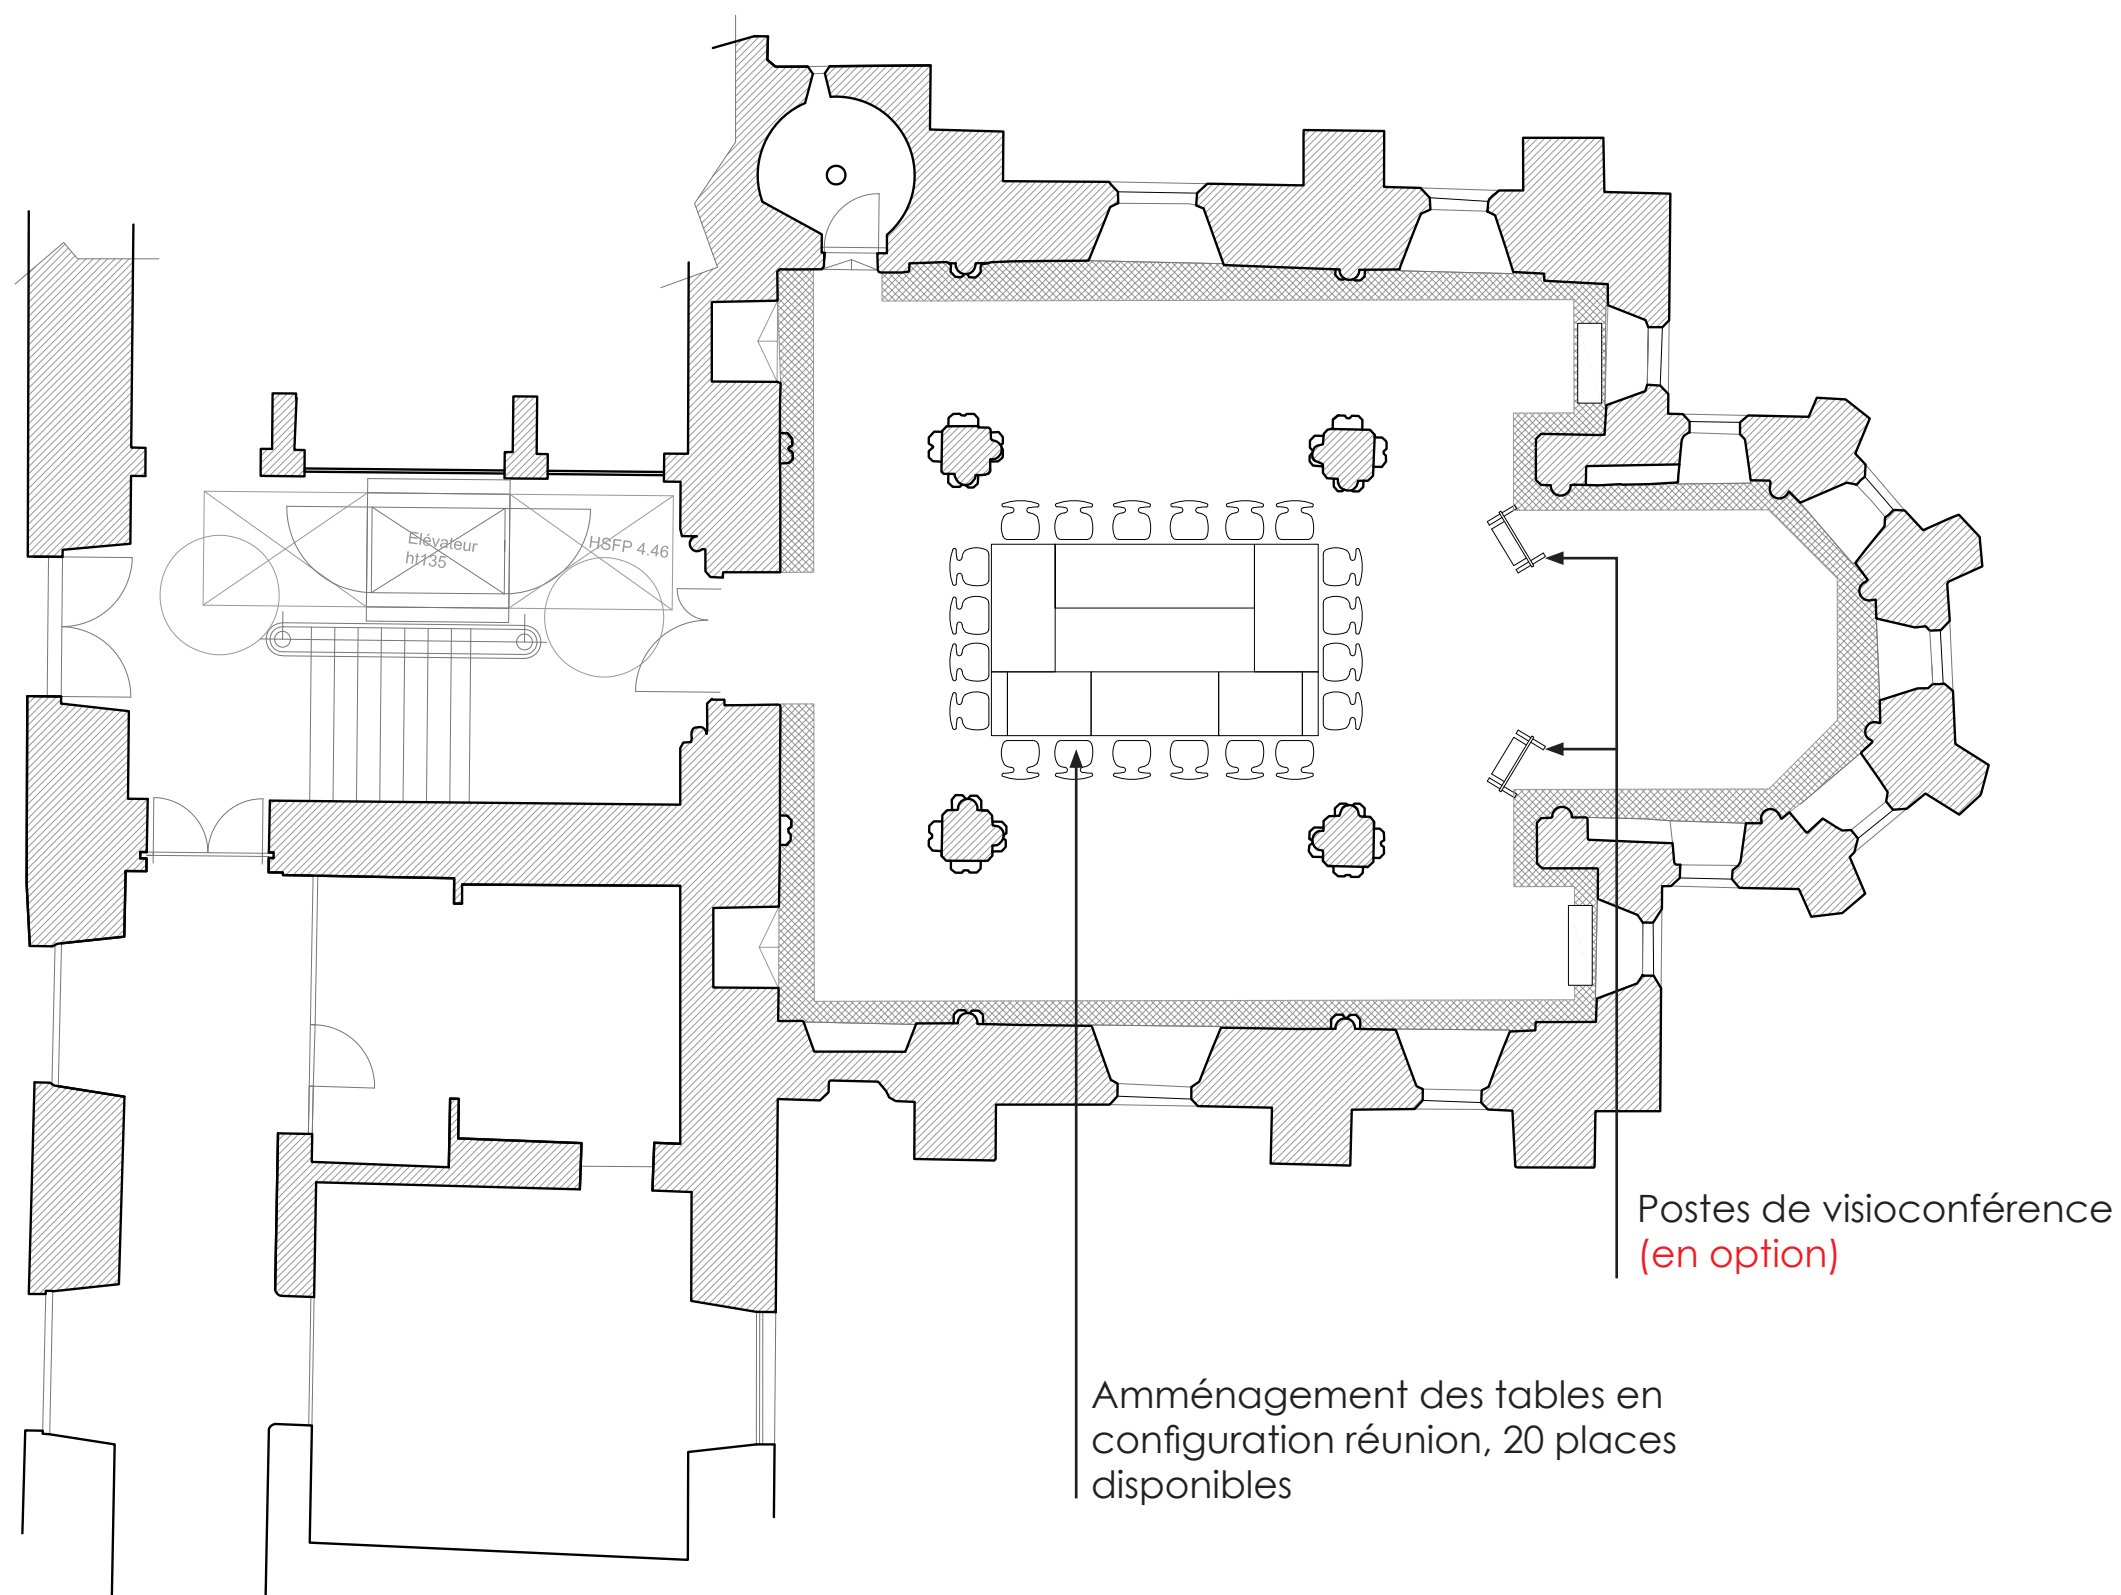 Elévateur
ht135
HSFP 4.46
Postes de visioconférence
(en option)
Amménagement des tables en
configuration réunion, 20 places
disponibles